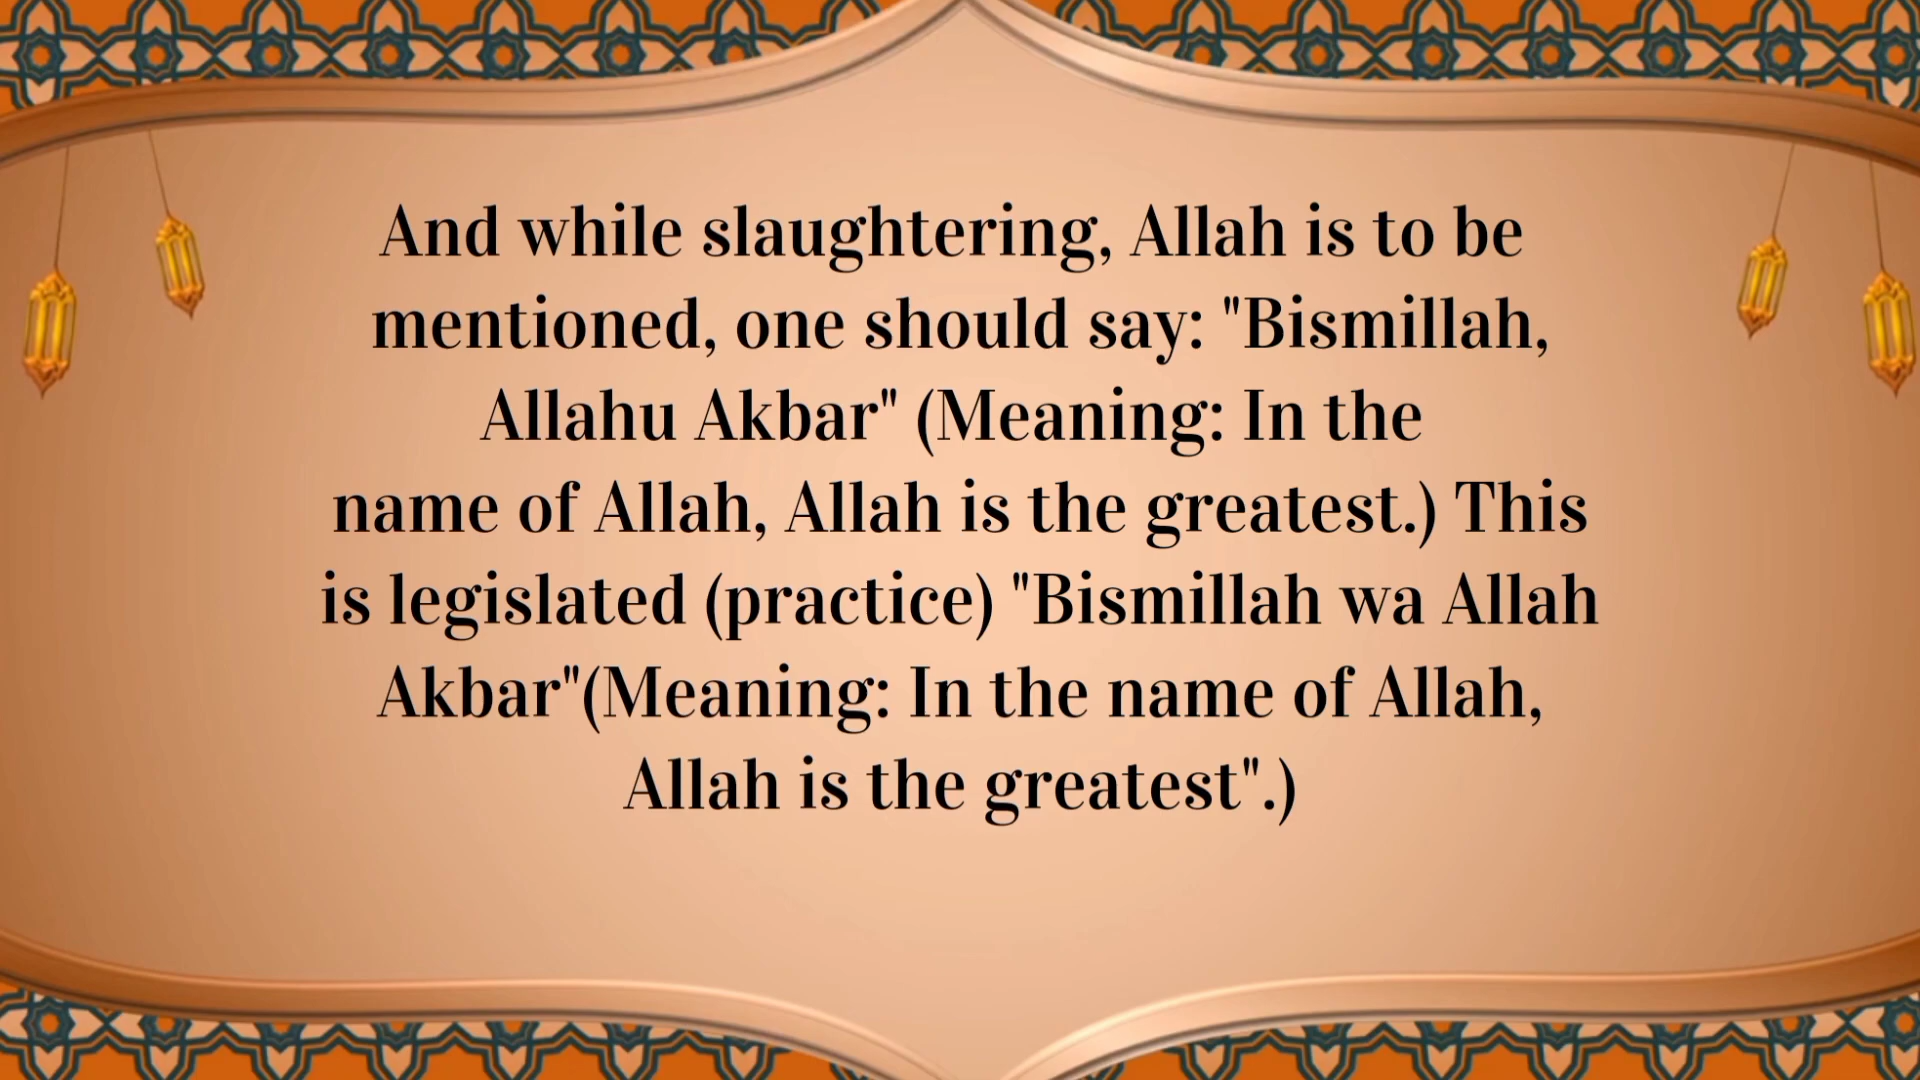 And while slaughtering, Allah is to be
mentioned, one should say: "Bismillah,
Allahu Akbar" (Meaning: In the
name of Allah, Allah is the greatest.) This
is legislated (practice) "Bismillah wa Allah
Akbar"(Meaning: In the name of Allah,
Allah is the greatest".)